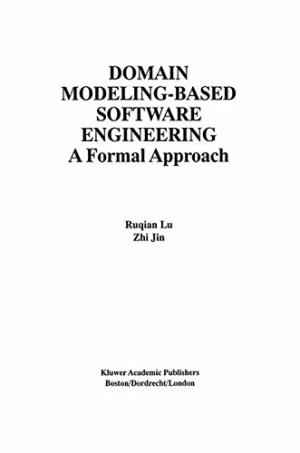 DOMAIN
MODELING-BASED
SOFTWARE
ENGINEERING
A Formal Approach
Ruqian Lu
Zhi Jin
Kluwer Academic Publishers
Boston/Dordrecht/London